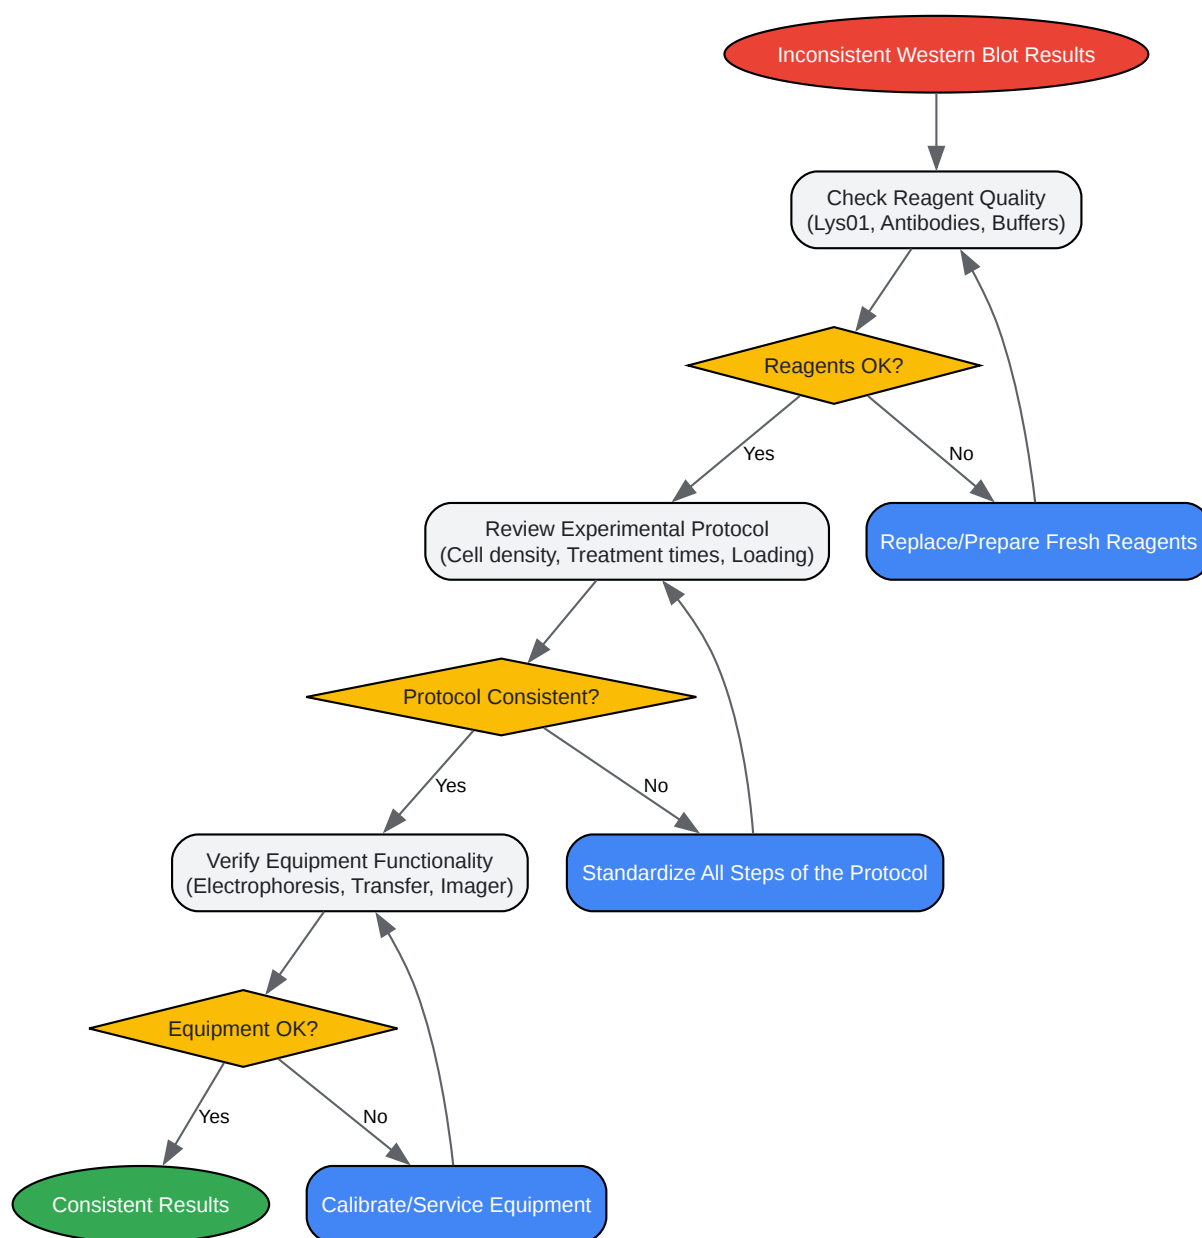 Inconsistent Western Blot Results
Check Reagent Quality
(Lys01, Antibodies, Buffers)
Reagents OK?
Yes
No
Review Experimental Protocol
(Cell density, Treatment times, Loading)
Replace/Prepare Fresh Reagents
Protocol Consistent?
Yes
No
Verify Equipment Functionality
(Electrophoresis, Transfer, Imager)
Standardize All Steps of the Protocol
Equipment OK?
Yes
No
Consistent Results
Calibrate/Service Equipment